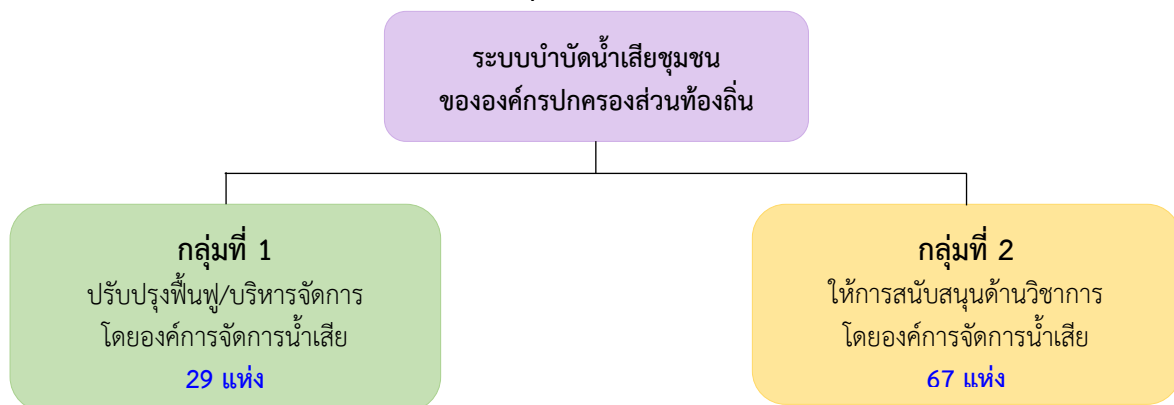 ระบบบำบัดน้ำเสียชุมชน
ขององค์กรปกครองส่วนท้องถิ่น
กลุ่มที่ 1
ปรับปรุงฟื้นฟู/บริหารจัดการ
โดยองค์การจัดการน้ำเสีย
29 แห่ง
กลุ่มที่ 2
ให้การสนับสนุนด้านวิชาการ
โดยองค์การจัดการน้ำเสีย
67 แห่ง